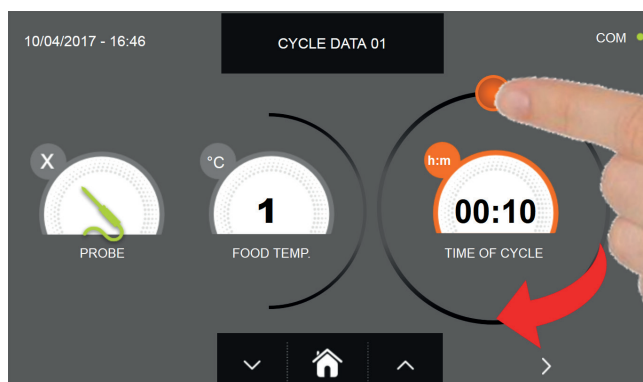 10/04/2017 - 16:46
CYCLE DATA 01
COM
X
°C
h:m
1
00:10
PROBE
FOOD TEMP.
TIME OF CYCLE